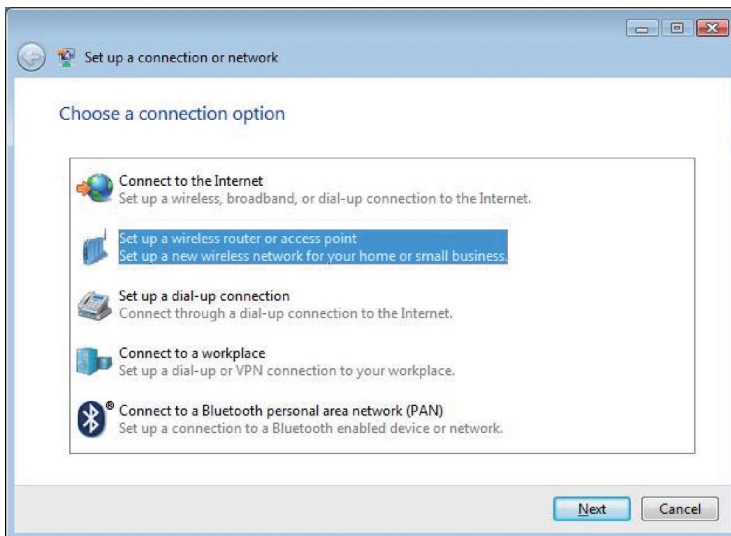 Set up a connection or network
Choose a connection option
Connect to the Internet
Set up a wireless, broadband, or dial-up connection to the Internet.
Set up a wireless router or access point
Set up a new wireless network for your home or small business.
Set up a dial-up connection
Connect through a dial-up connection to the Internet.
Connect to a workplace
Set up a dial-up or VPN connection to your workplace.
® Connect to a Bluetooth personal area network (PAN)
Set up a connection to a Bluetooth enabled device or network.
Next Cancel